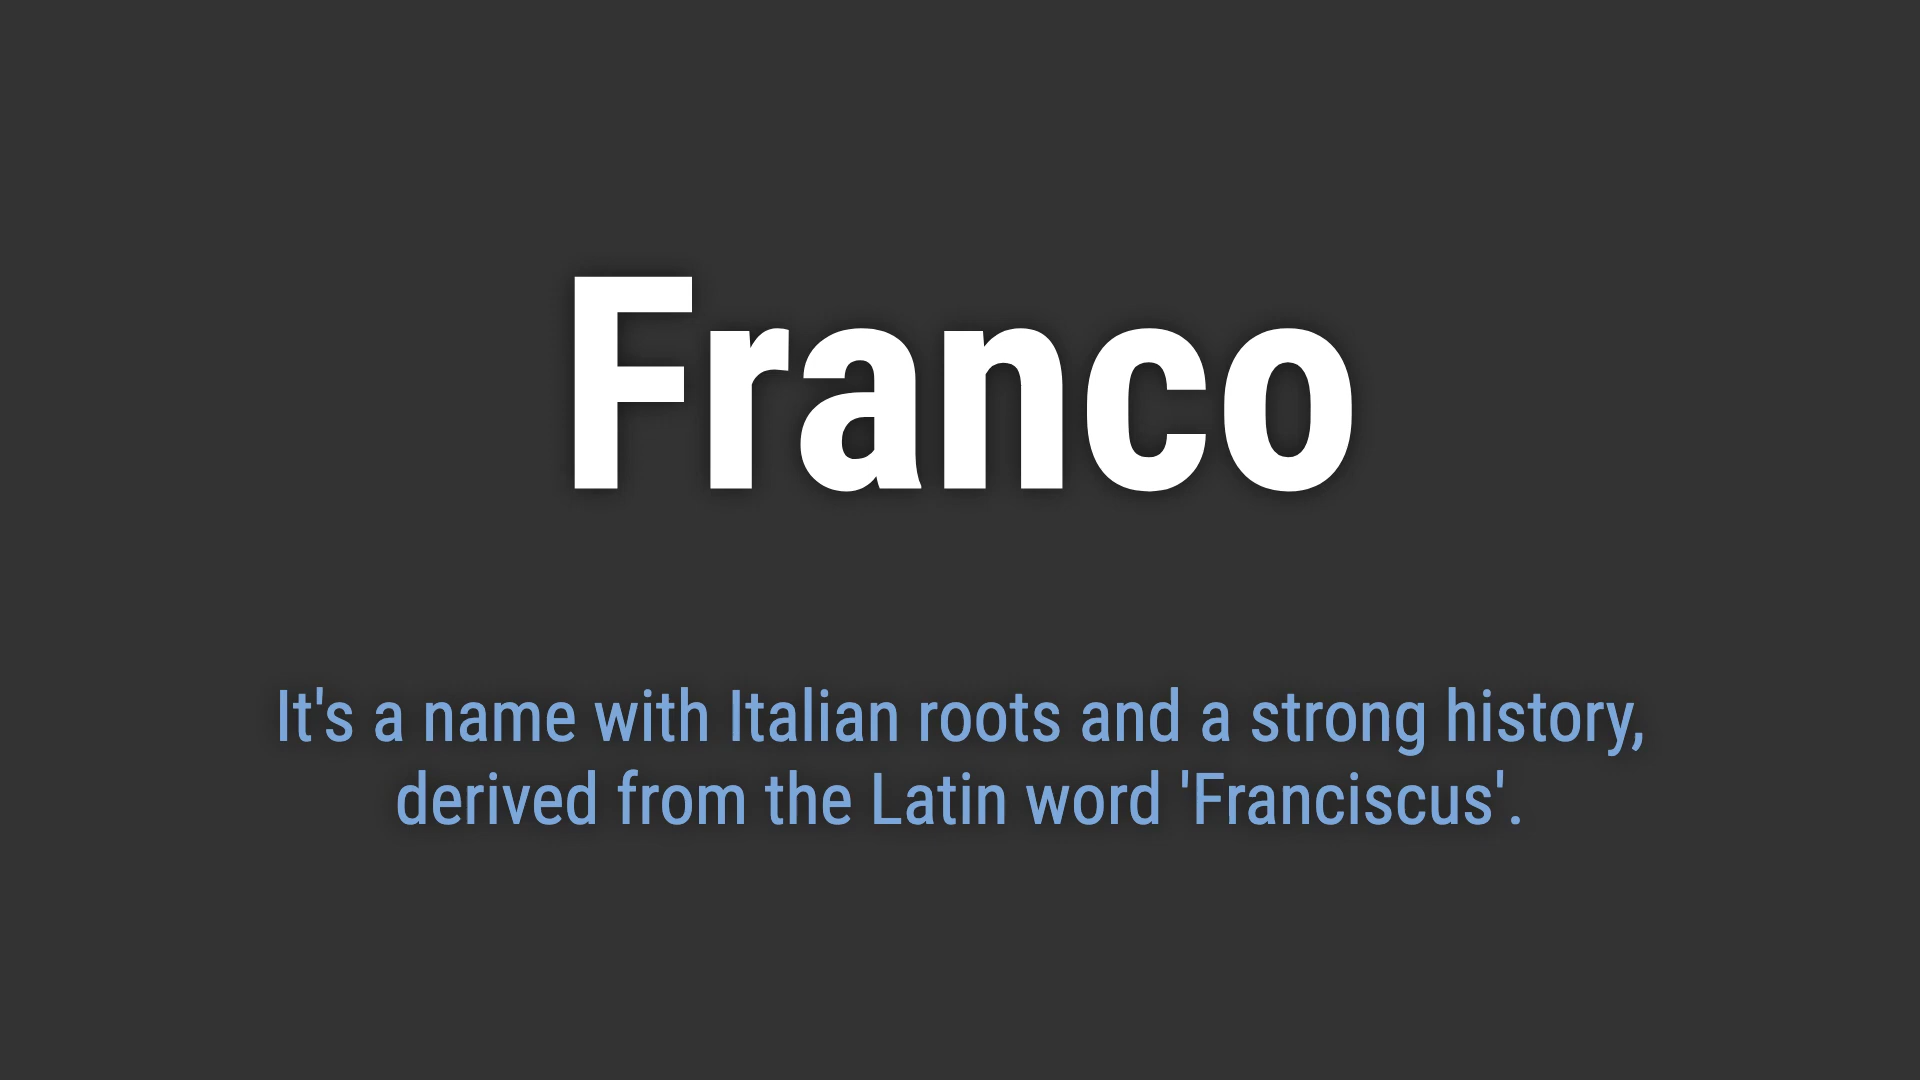 Franco
It's a name with Italian roots and a strong history,
derived from the Latin word 'Franciscus'.